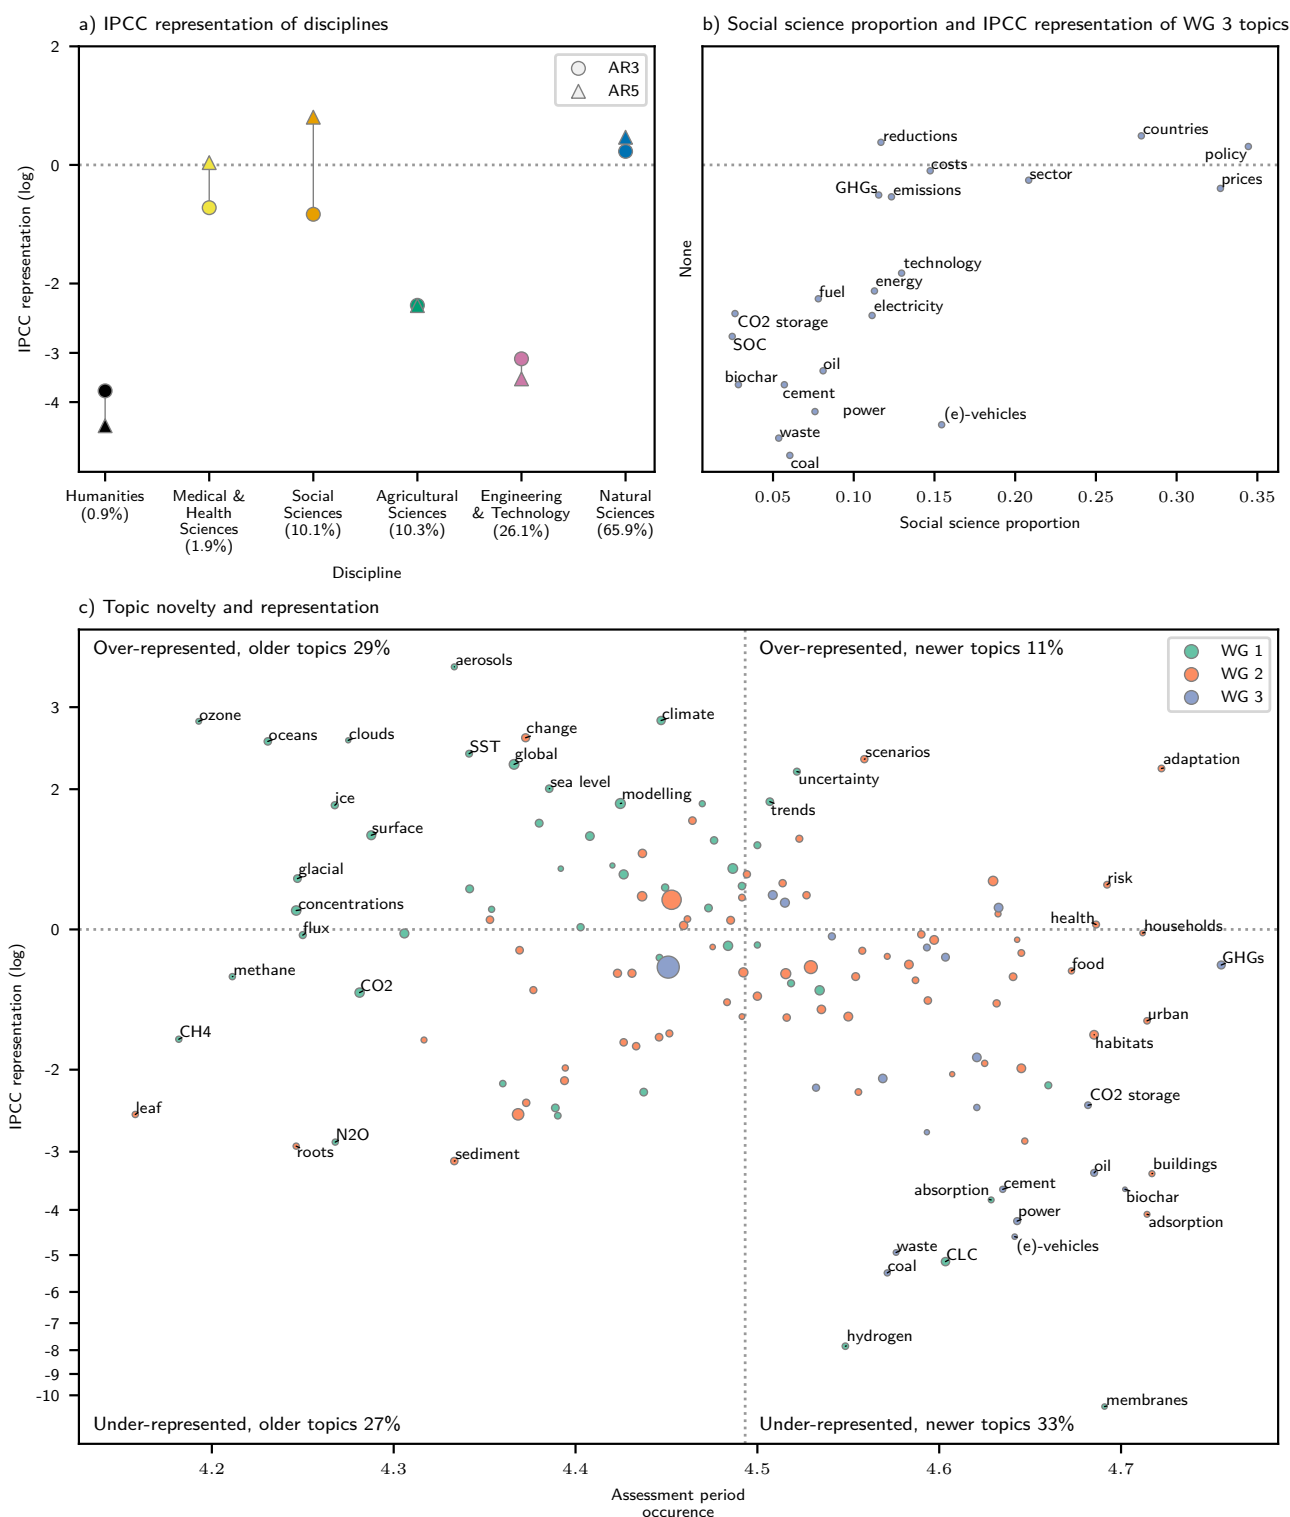 a) IPCC representation of disciplines
2
0
-2
-3
-4
IPCC representation (log)
AR3
AR5
Humanities
(0.9%)
Medical &
Health
Sciences
(1.9%)
Social
Sciences
(10.1%)
Agricultural
Sciences
(10.3%)
Engineering
& Technology
(26.1%)
Natural
Sciences
(65.9%)
Discipline
b) Social science proportion and IPCC representation of WG 3 topics
None
reductions
countries
policy
costs
sector
prices
GHGs
emissions
technology
energy
fuel
electricity
CO2 storage
SOC
oil
biochar
cement
power
(e)-vehicles
waste
coal
0.05
0.10
0.15
0.20
0.25
0.30
0.35
Social science proportion
c) Topic novelty and representation
Over-represented, older topics 29%
Over-represented, newer topics 11%
WG 1
WG 2
WG 3
3
2
0
-2
-3
-4
-5
-6
-7
-8
-9
-10
IPCC representation (log)
aerosols
ozone
climate
oceans
clouds
change
SST
global
scenarios
adaptation
sea level
uncertainty
ice
modelling
trends
surface
glacial
risk
concentrations
flux
health
households
methane
CO2
food
GHGs
CH4
urban
habitats
leaf
CO2 storage
N2O
roots
sediment
oil
buildings
absorption
cement
biochar
power
adsorption
waste
CLC
(e)-vehicles
coal
hydrogen
membranes
Under-represented, older topics 27%
Under-represented, newer topics 33%
4.2
4.3
4.4
4.5
4.6
4.7
Assessment period
occurence